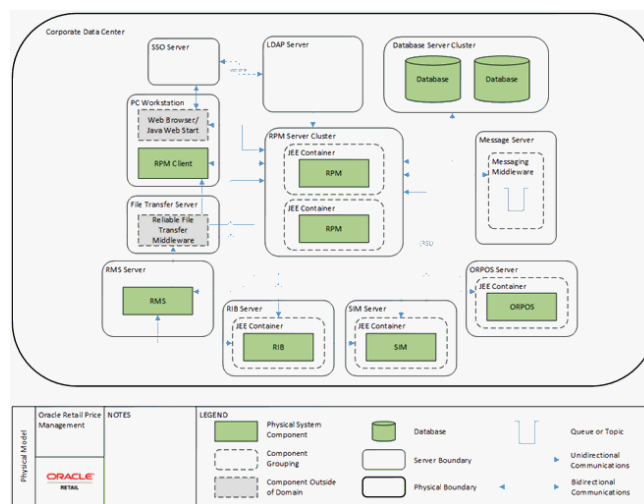 Corporate Data Center
SSO Server
LDAP Server
Database Server Cluster
Database
Database
PC Workstation
Web Browser/
Java Web Start
RPM Client
RPM Server Cluster
JEE Container
RPM
JEE Container
RPM
Message Server
Messaging
Middleware
File Transfer Server
Reliable File
Transfer
Middleware
RMS Server
RMS
RIB Server
JEE Container
RIB
SIM Server
JEE Container
SIM
ORPOS Server
JEE Container
ORPOS
Physical Model
Oracle Retail Price
Management
ORACLE
RETAIL
NOTES
LEGEND
Physical System
Component
Component
Grouping
Component Outside
of Domain
Database
Server Boundary
Physical Boundary
Queue or Topic
Unidirectional
Communications
Bidirectional
Communications